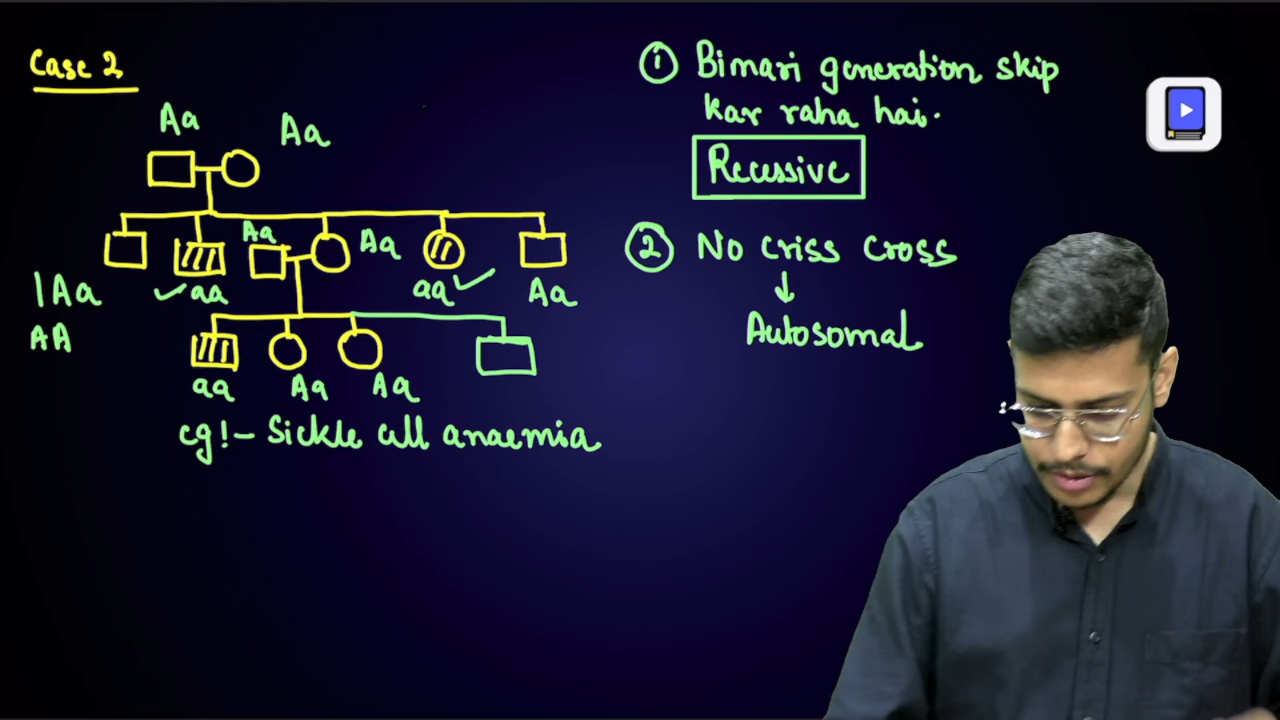 Case 2
Aa
Aa
Aa
Aa
1Aa
AA
aa
aa
Aa
aa
Aa
Aa
eg!- Sickle cell anaemia
① Bimari generation skip
kar raha hai.
Recessive
② No criss cross
↓
Autosomal